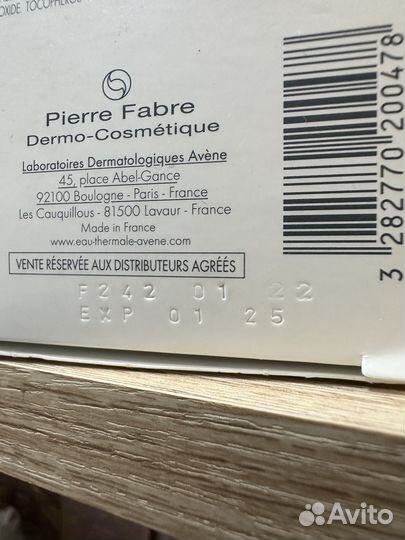 OXIDE. TOCOPHEROL
Pierre Fabre
Dermo-Cosmétique
Laboratoires Dermatologiques Avène
45, place Abel-Gance
92100 Boulogne - Paris - France
Les Cauquillous - 81500 Lavaur - France
Made in France
www.eau-thermale-avene.com
VENTE RÉSERVÉE AUX DISTRIBUTEURS AGRÉÉS
F242 01 22
EXP 01 25
3 282770 200478
Avito